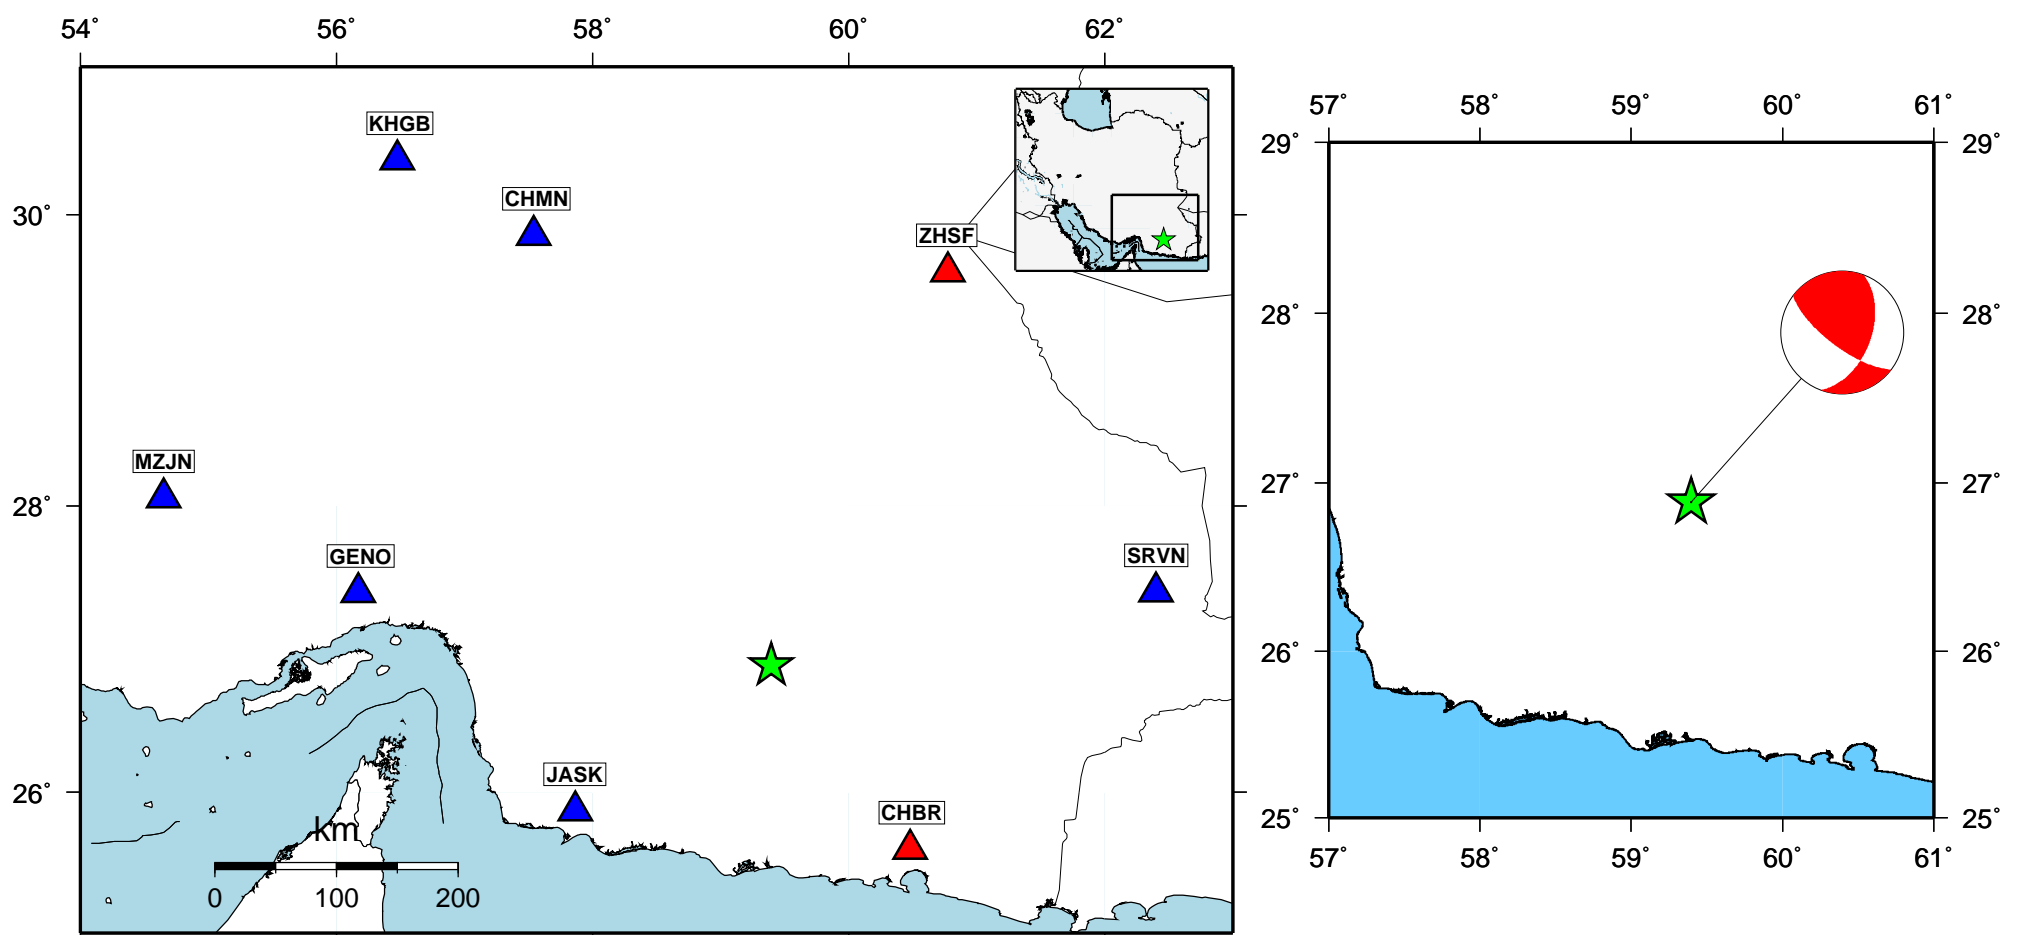 54˚ 56˚ 58˚ 60˚ 62˚
57˚ 58˚ 59˚ 60˚ 61˚
KHGB
29˚ 29˚
CHMN
30˚
ZHSF
28˚ 28˚
MZJN
27˚ 27˚
28˚
GENO
SRVN
26˚ 26˚
JASK
26˚
CHBR
25˚ 25˚
km
57˚ 58˚ 59˚ 60˚ 61˚
0 100 200